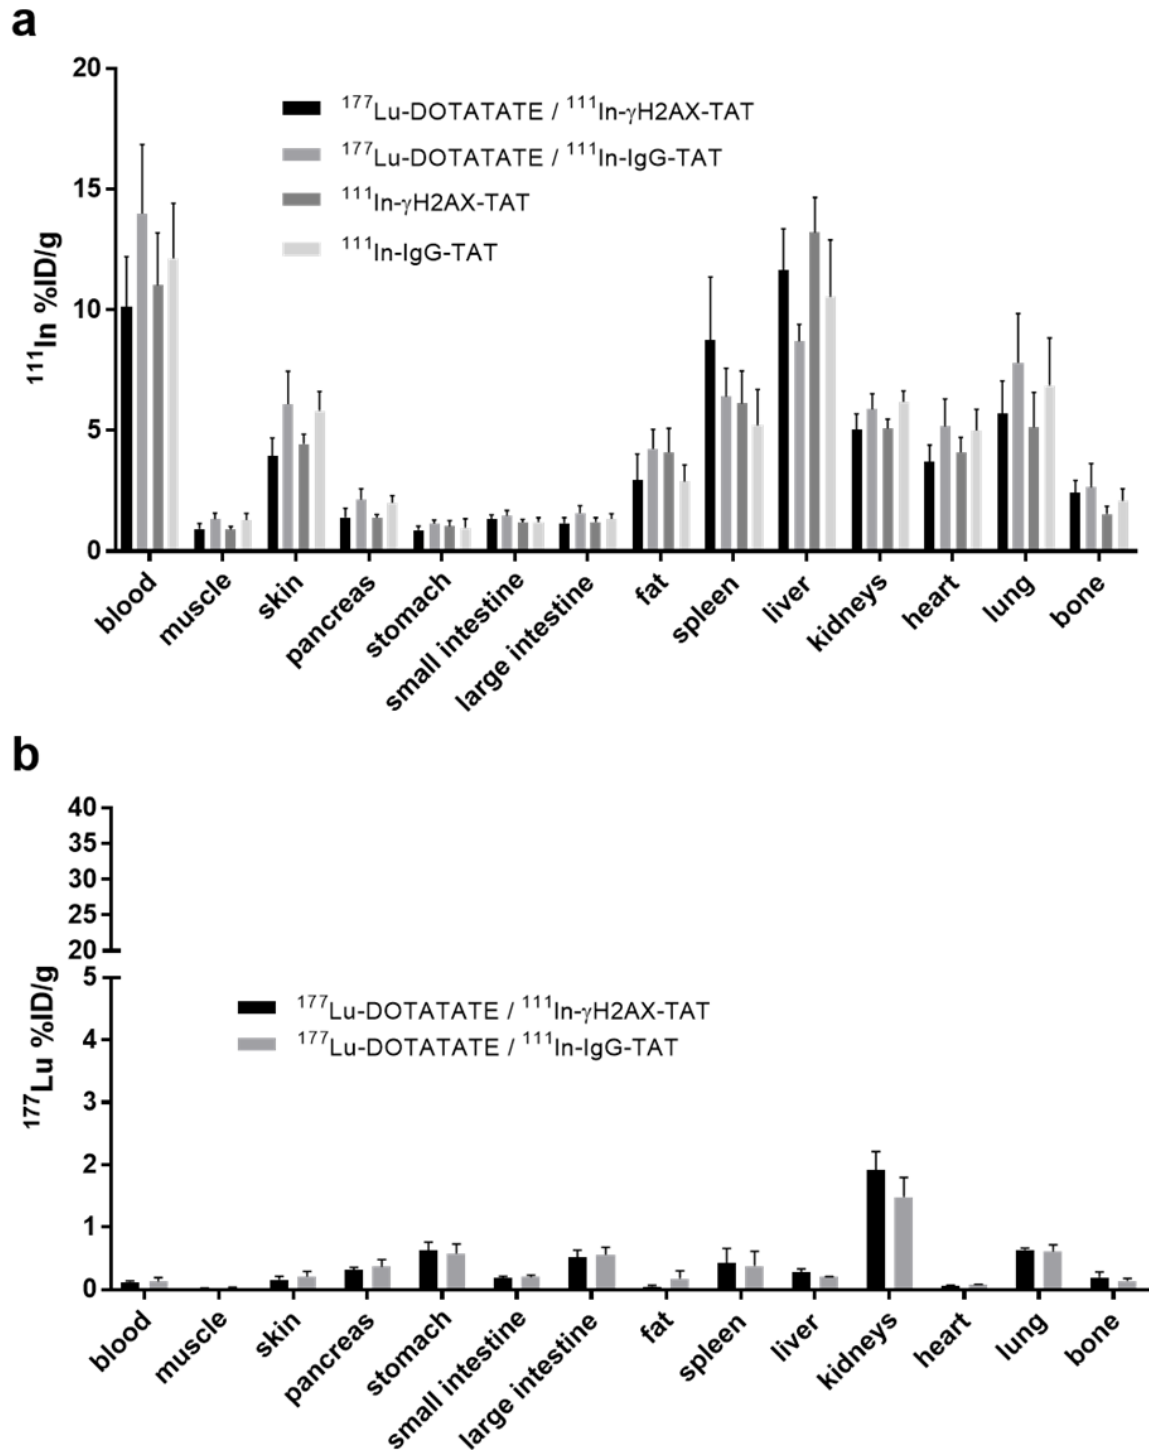 a
20
15
10
5
0
¹¹¹In %ID/g
¹⁷⁷Lu-DOTATATE / ¹¹¹In-γH2AX-TAT
¹⁷⁷Lu-DOTATATE / ¹¹¹In-IgG-TAT
¹¹¹In-γH2AX-TAT
¹¹¹In-IgG-TAT
blood
muscle
skin
pancreas
stomach
small intestine
large intestine
fat
spleen
liver
kidneys
heart
lung
bone
b
40
35
30
25
20
5
4
3
2
1
0
¹⁷⁷Lu %ID/g
¹⁷⁷Lu-DOTATATE / ¹¹¹In-γH2AX-TAT
¹⁷⁷Lu-DOTATATE / ¹¹¹In-IgG-TAT
blood
muscle
skin
pancreas
stomach
small intestine
large intestine
fat
spleen
liver
kidneys
heart
lung
bone